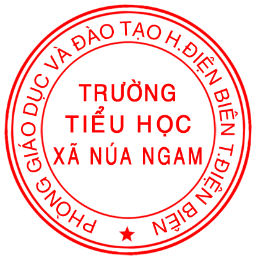 PHÒNG GIÁO DỤC VÀ ĐÀO TẠO H.ĐIỆN BIÊN T.ĐIỆN BIÊN
TRƯỜNG
TIỂU HỌC
XÃ NÚA NGAM